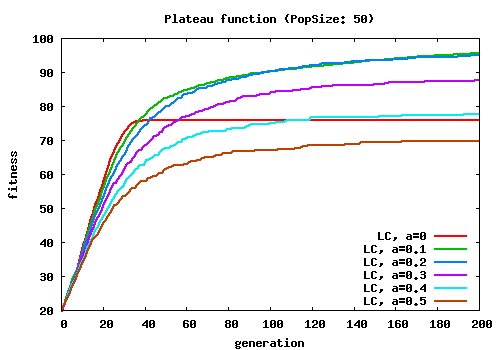 Plateau function (PopSize: 50)
100
90
80
70
60
50
40
30
20
fitness
LC, a=0
LC, a=0.1
LC, a=0.2
LC, a=0.3
LC, a=0.4
LC, a=0.5
0 20 40 60 80 100 120 140 160 180 200
generation